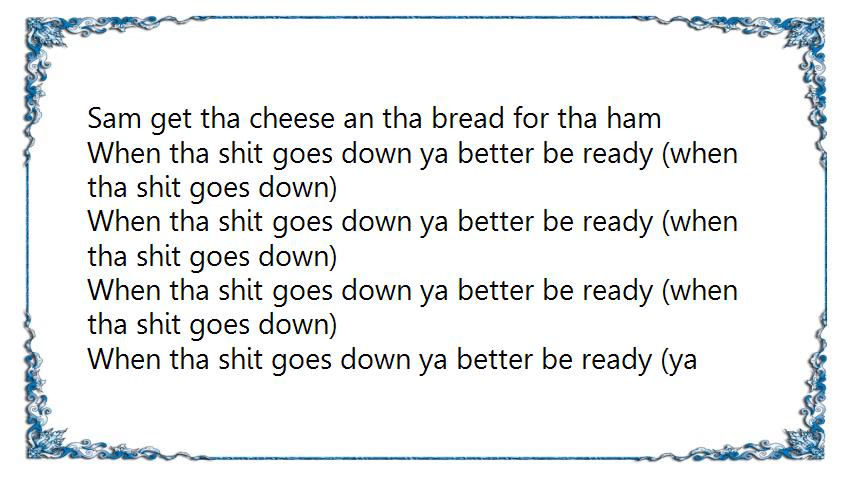 Sam get tha cheese an tha bread for tha ham
When tha shit goes down ya better be ready (when
tha shit goes down)
When tha shit goes down ya better be ready (when
tha shit goes down)
When tha shit goes down ya better be ready (when
tha shit goes down)
When tha shit goes down ya better be ready (ya